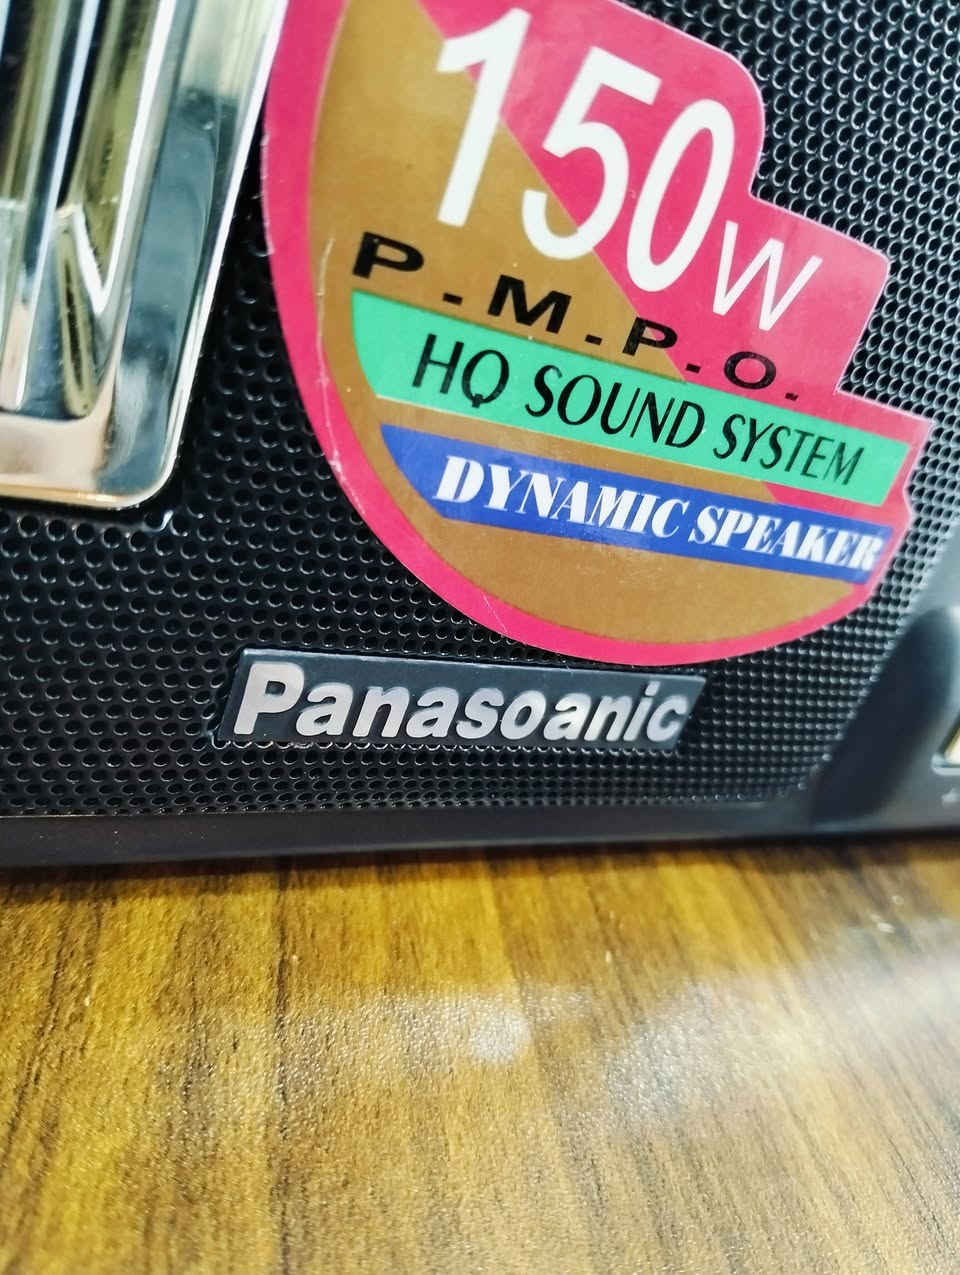 150W
P.M.P.O.
HQ SOUND SYSTEM
DYNAMIC SPEAKER
Panasoanic